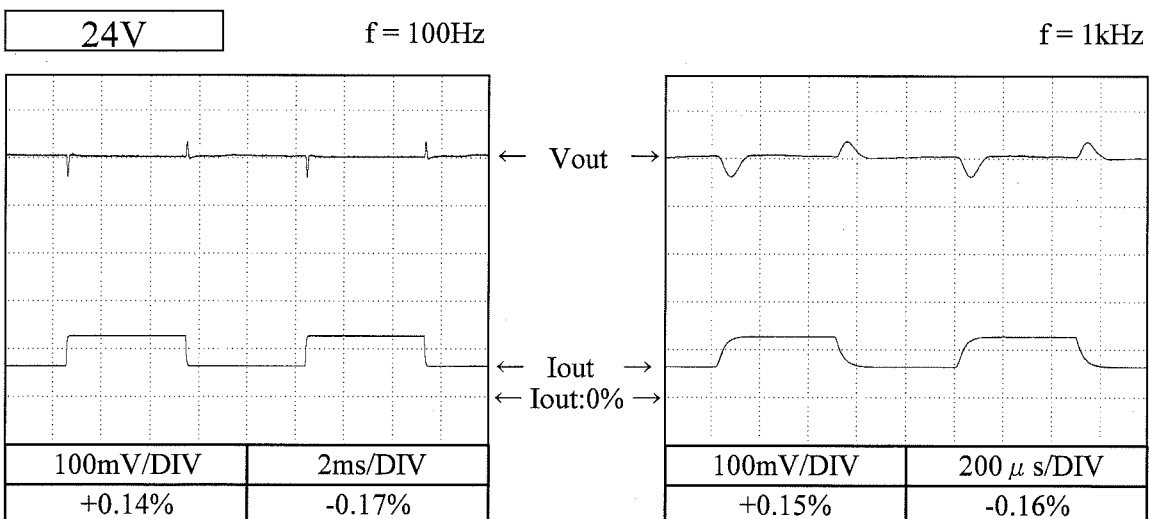 24V
f = 100Hz
f = 1kHz
← Vout →
← Iout →
← Iout:0% →
100mV/DIV 2ms/DIV
+0.14% -0.17%
100mV/DIV 200 μ s/DIV
+0.15% -0.16%